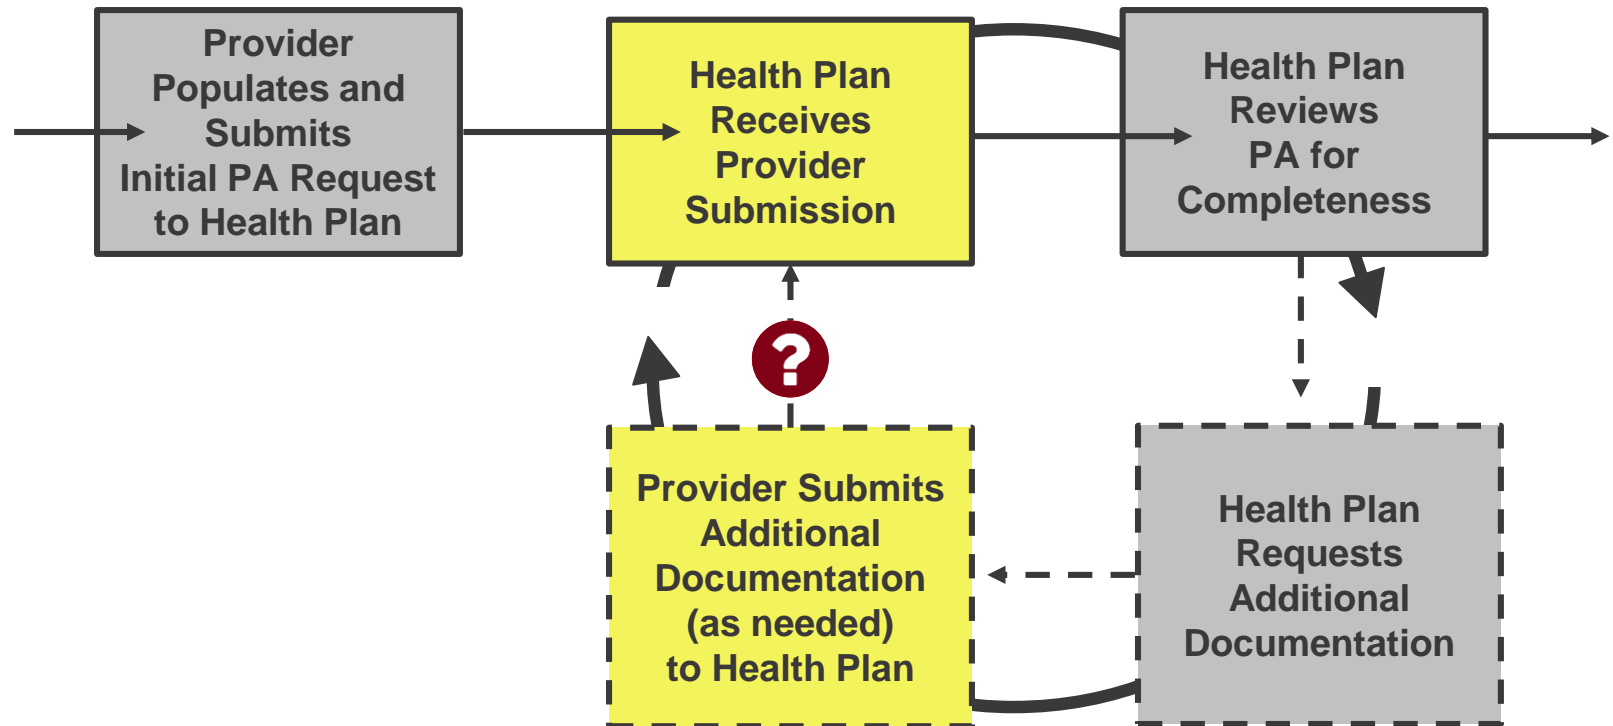 Provider
Populates and
Submits
Initial PA Request
to Health Plan
Health Plan
Receives
Provider
Submission
Health Plan
Reviews
PA for
Completeness
?
Provider Submits
Additional
Documentation
(as needed)
to Health Plan
Health Plan
Requests
Additional
Documentation